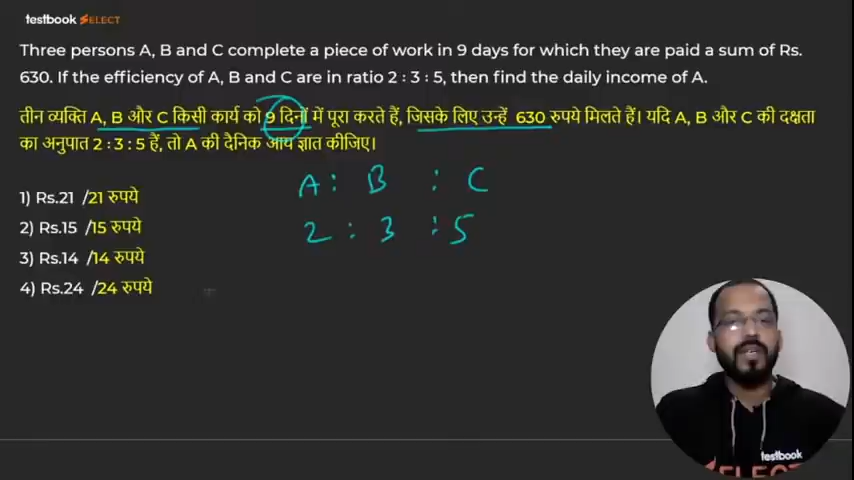 testbook SELECT
Three persons A, B and C complete a piece of work in 9 days for which they are paid a sum of Rs.
630. If the efficiency of A, B and C are in ratio 2 : 3 : 5, then find the daily income of A.
तीन व्यक्ति A, B और C किसी कार्य को 9 दिनों में पूरा करते हैं, जिसके लिए उन्हें 630 रुपये मिलते हैं। यदि A, B और C की दक्षता
का अनुपात 2 : 3 : 5 हैं, तो A की दैनिक आय ज्ञात कीजिए।
A : B : C
2 : 3 : 5
1) Rs.21 /21 रुपये
2) Rs.15 /15 रुपये
3) Rs.14 /14 रुपये
4) Rs.24 /24 रुपये
testbook
SELECT